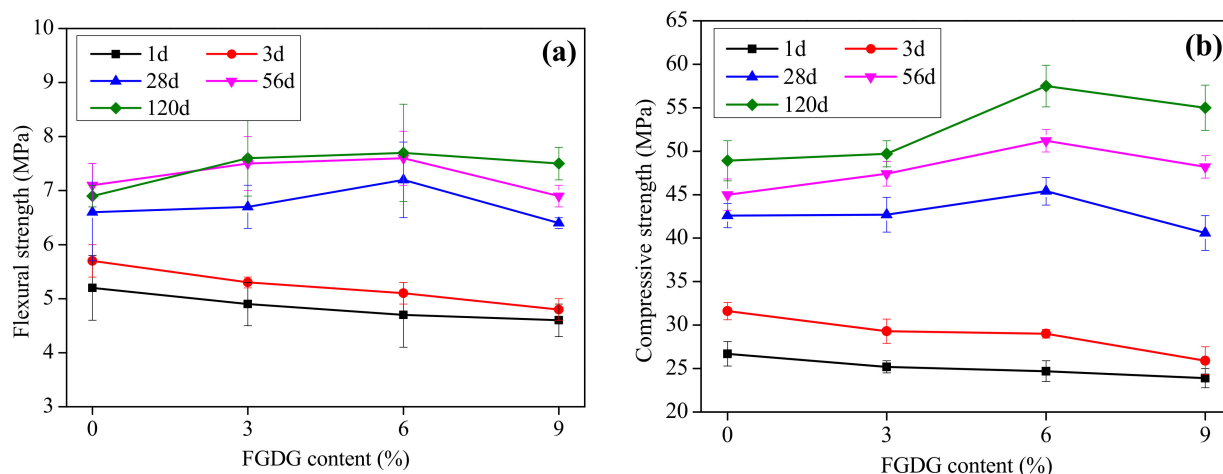 (a)
1d 3d
28d 56d
120d
Flexural strength (MPa)
10
9
8
7
6
5
4
3
0 3 6 9
FGDG content (%)
(b)
1d 3d
28d 56d
120d
Compressive strength (MPa)
65
60
55
50
45
40
35
30
25
20
0 3 6 9
FGDG content (%)